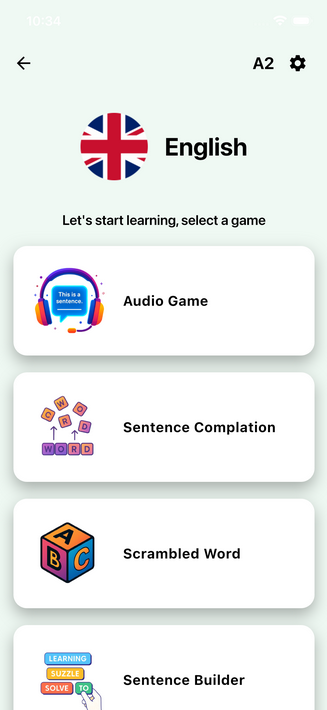 10:34
A2
English
Let's start learning, select a game
This is a
sentence.
Audio Game
C W O
R D
W O R D
Sentence Complation
A
B C
Scrambled Word
LEARNING
SUZZLE
SOLVE TO
Sentence Builder